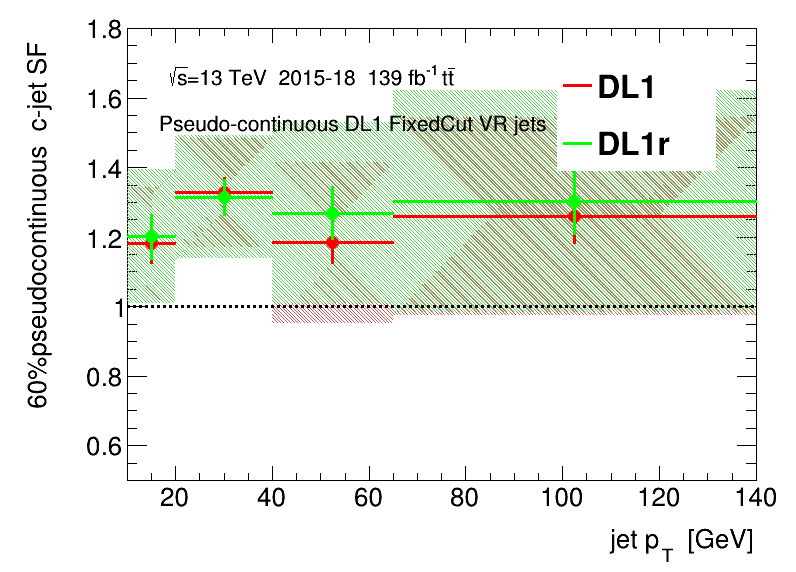 60%pseudocontinuous c-jet SF
1.8
1.6
1.4
1.2
1
0.8
0.6
√s=13 TeV 2015-18 139 fb⁻¹ tt̄
Pseudo-continuous DL1 FixedCut VR jets
DL1
DL1r
20 40 60 80 100 120 140
jet p_T [GeV]